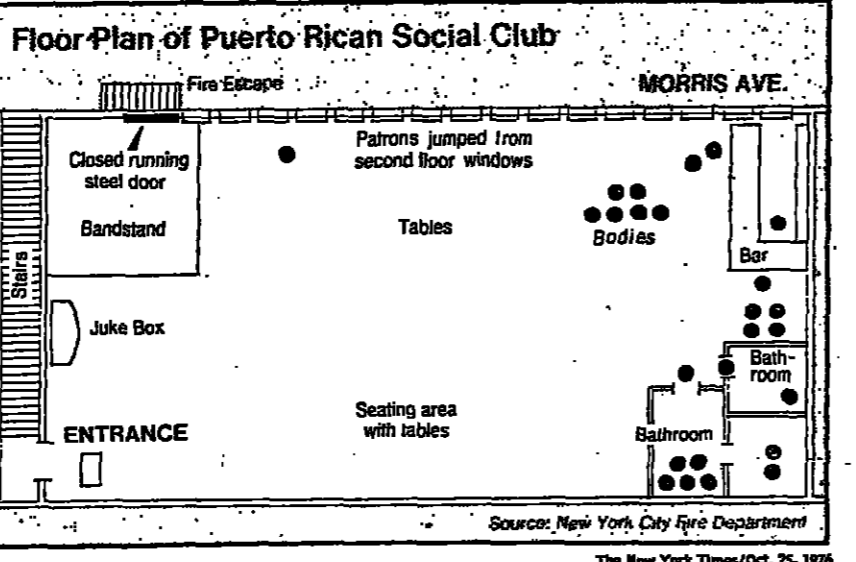 Floor Plan of Puerto Rican Social Club
Fire Escape
MORRIS AVE.
Closed running
steel door
Patrons jumped from
second floor windows
Bandstand
Tables
Bodies
Bar
Stairs
Juke Box
Bath-
room
Seating area
with tables
ENTRANCE
Bathroom
Source: New York City Fire Department
The New York Times/Oct. 25, 1976